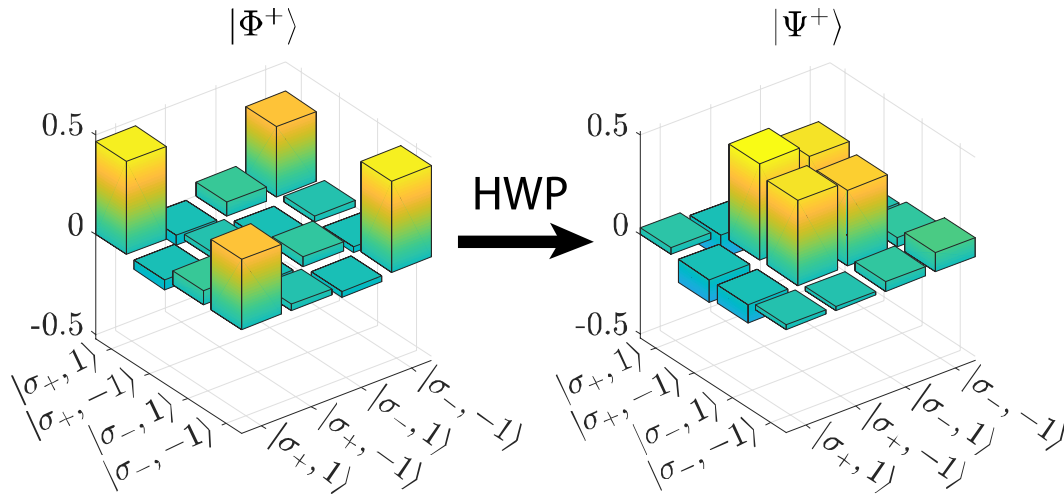 |Φ⁺⟩
0.5
0
-0.5
|σ₊, 1⟩
|σ₊, −1⟩
|σ₋, 1⟩
|σ₋, −1⟩
|σ₊, 1⟩
|σ₊, −1⟩
|σ₋, 1⟩
|σ₋, −1⟩
HWP
|Ψ⁺⟩
0.5
0
-0.5
|σ₊, 1⟩
|σ₊, −1⟩
|σ₋, 1⟩
|σ₋, −1⟩
|σ₊, 1⟩
|σ₊, −1⟩
|σ₋, 1⟩
|σ₋, −1⟩